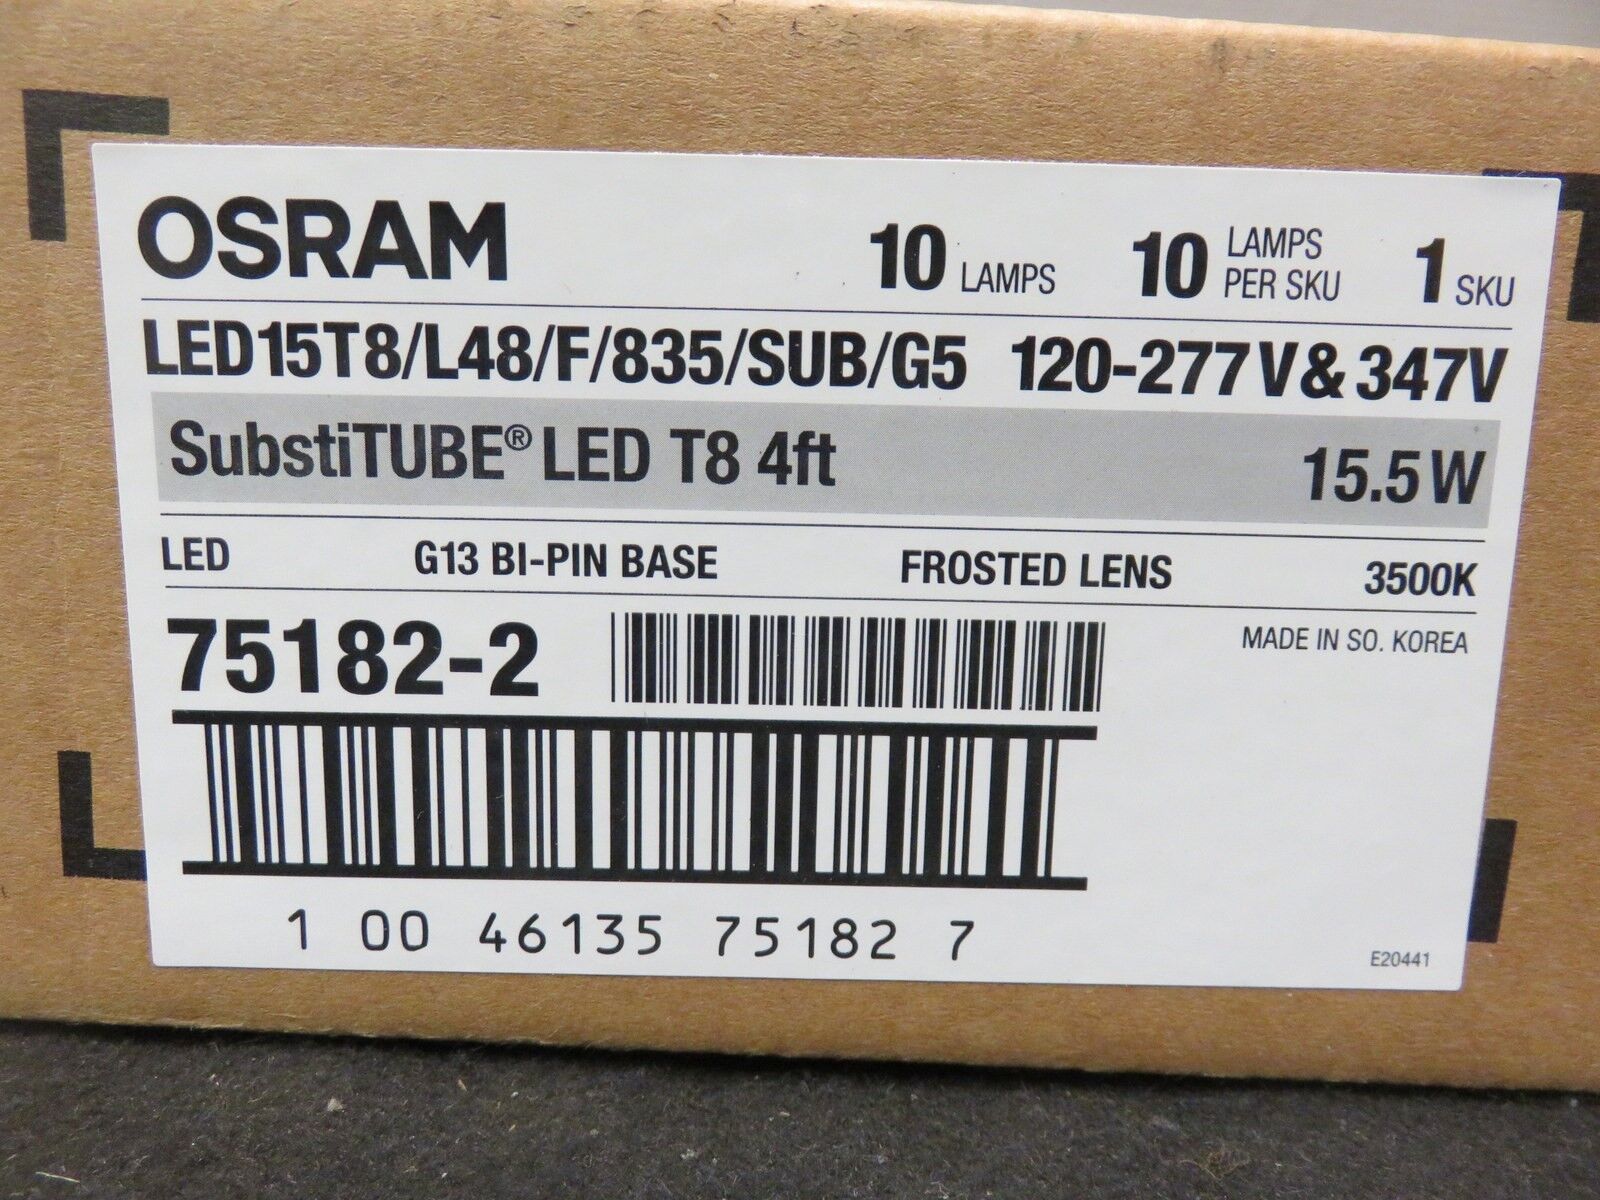 OSRAM 10 LAMPS 10 LAMPS PER SKU 1 SKU
LED15T8/L48/F/835/SUB/G5 120-277V & 347V
SubstiTUBE® LED T8 4ft 15.5W
LED G13 BI-PIN BASE FROSTED LENS 3500K
75182-2 MADE IN SO. KOREA
1 00 46135 75182 7
E20441